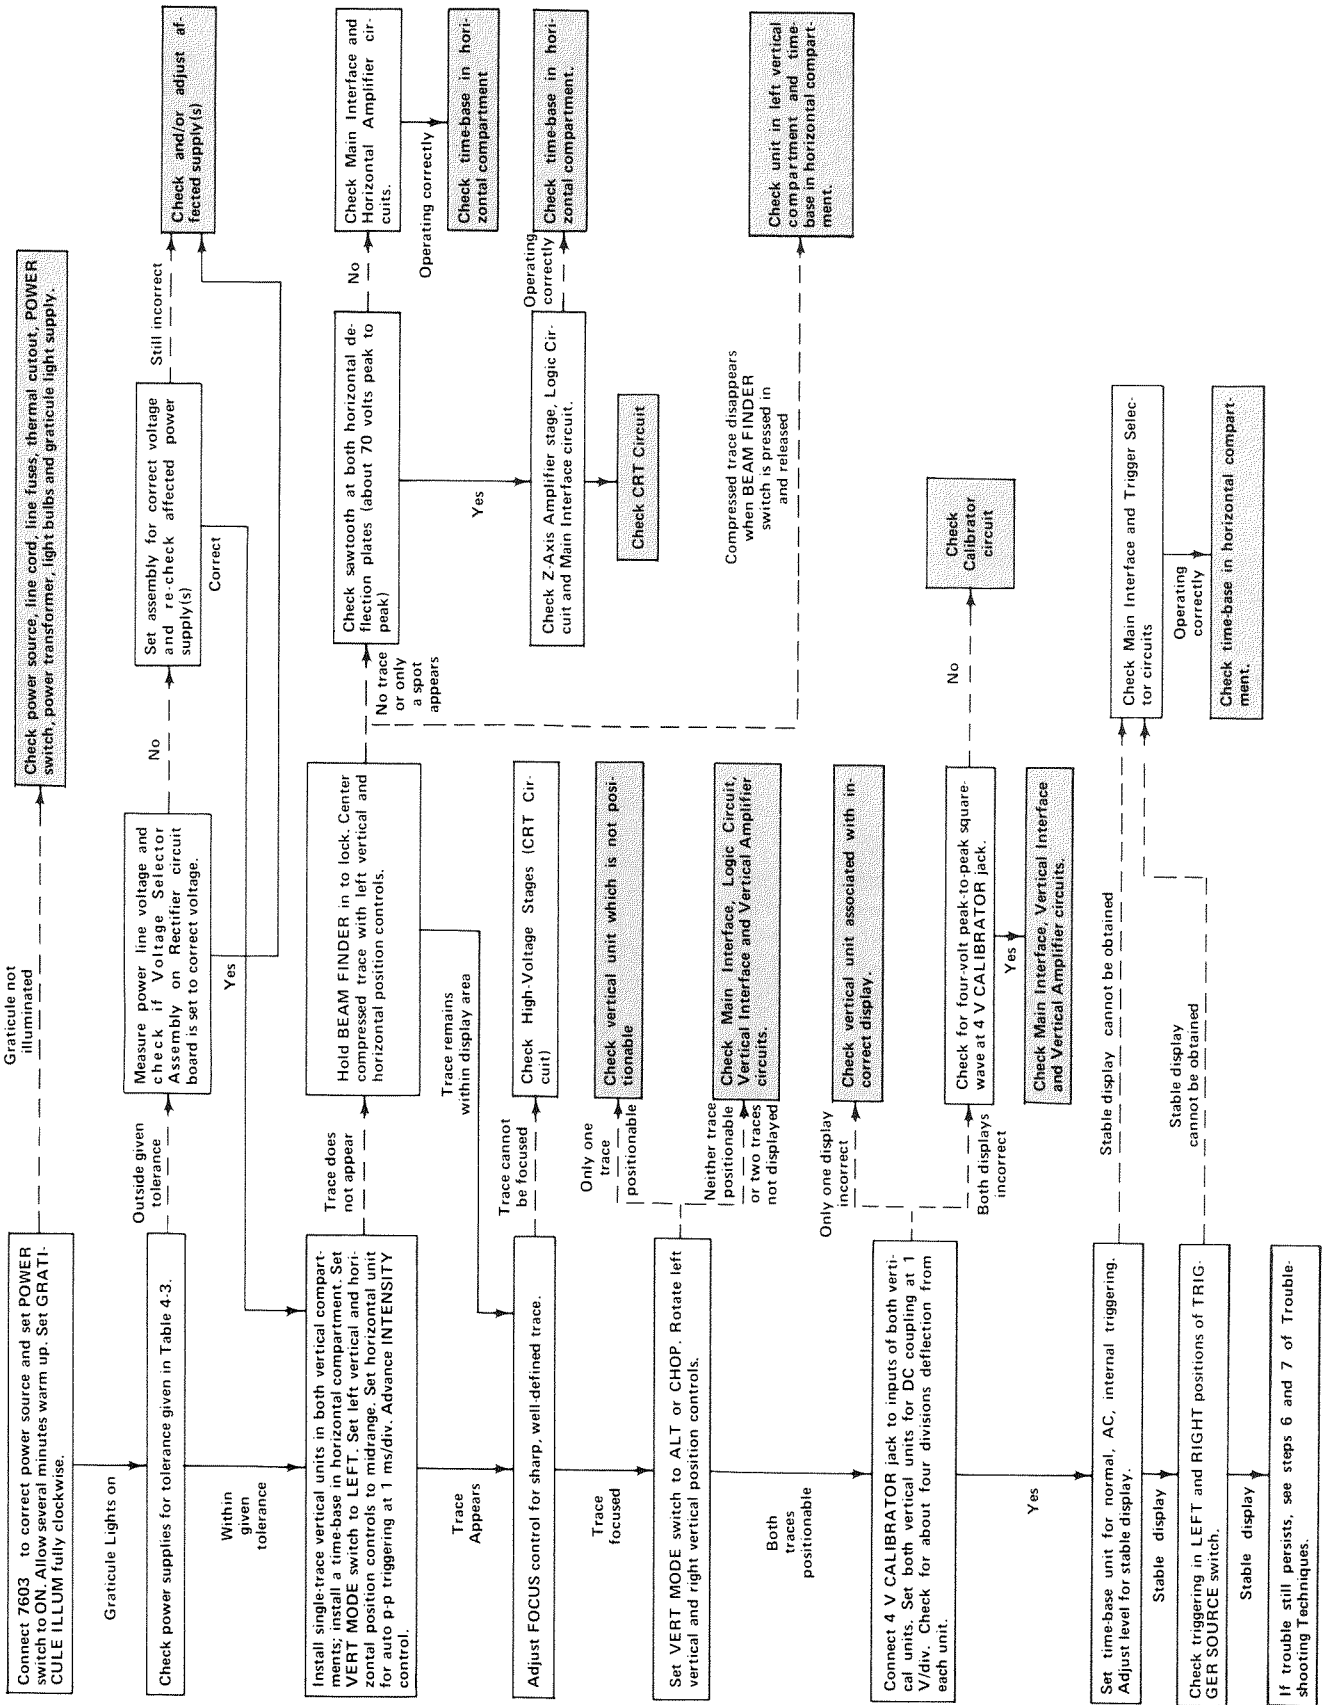 Connect 7603 to correct power source and set POWER
switch to ON. Allow several minutes warm up. Set GRATI-
CULE ILLUM fully clockwise.
Graticule not
illuminated
Check power source, line cord, line fuses, thermal cutout, POWER
switch, power transformer, light bulbs and graticule light supply.
Graticule Lights on
Check power supplies for tolerance given in Table 4-3.
Outside given
tolerance
Measure power line voltage and
check if Voltage Selector
Assembly on Rectifier circuit
board is set to correct voltage.
No
Set assembly for correct voltage
and re-check affected power
supply(s)
Still incorrect
Check and/or adjust af-
fected supply(s)
Yes
Correct
Within
given
tolerance
Install single-trace vertical units in both vertical compart-
ments; install a time-base in horizontal compartment. Set
VERT MODE switch to LEFT. Set left vertical and hori-
zontal position controls to midrange. Set horizontal unit
for auto p-p triggering at 1 ms/div. Advance INTENSITY
control.
Trace does
not appear
Hold BEAM FINDER in to lock. Center
compressed trace with left vertical and
horizontal position controls.
No trace
or only
a spot
appears
Check sawtooth at both horizontal de-
flection plates (about 70 volts peak to
peak)
No
Check Main Interface and
Horizontal Amplifier cir-
cuits.
Operating correctly
Check time-base in hori-
zontal compartment
Yes
Check Z-Axis Amplifier stage, Logic Cir-
cuit and Main Interface circuit.
Operating
correctly
Check time-base in hori-
zontal compartment.
Check CRT Circuit
Compressed trace disappears
when BEAM FINDER
switch is pressed in
and released
Check unit in left vertical
compartment and time-
base in horizontal compart-
ment.
Trace remains
within display area
Trace
Appears
Adjust FOCUS control for sharp, well-defined trace.
Trace cannot
be focused
Check High-Voltage Stages (CRT Cir-
cuit)
Trace
focused
Set VERT MODE switch to ALT or CHOP. Rotate left
vertical and right vertical position controls.
Only one
trace
positionable
Check vertical unit which is not posi-
tionable
Neither trace
positionable
or two traces
not displayed
Check Main Interface, Logic Circuit,
Vertical Interface and Vertical Amplifier
circuits.
Both
traces
positionable
Connect 4 V CALIBRATOR jack to inputs of both verti-
cal units. Set both vertical units for DC coupling at 1
V/div. Check for about four divisions deflection from
each unit.
Only one display
incorrect
Check vertical unit associated with in-
correct display.
Both displays
incorrect
Check for four-volt peak-to-peak square-
wave at 4 V CALIBRATOR jack.
No
Check
Calibrator
circuit
Yes
Check Main Interface, Vertical Interface
and Vertical Amplifier circuits.
Yes
Set time-base unit for normal, AC, internal triggering.
Adjust level for stable display.
Stable display cannot be obtained
Check Main Interface and Trigger Selec-
tor circuits
Operating
correctly
Check time-base in horizontal compart-
ment.
Stable display
Check triggering in LEFT and RIGHT positions of TRIG-
GER SOURCE switch.
Stable display
cannot be obtained
Stable display
If trouble still persists, see steps 6 and 7 of Trouble-
shooting Techniques.